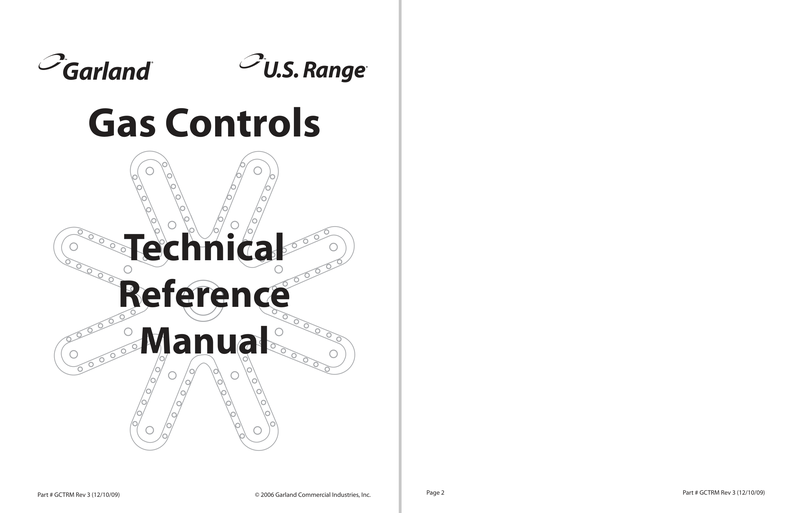 Garland
U.S. Range
Gas Controls
Technical
Reference
Manual
Part # GCTRM Rev 3 (12/10/09)
© 2006 Garland Commercial Industries, Inc.
Page 2
Part # GCTRM Rev 3 (12/10/09)